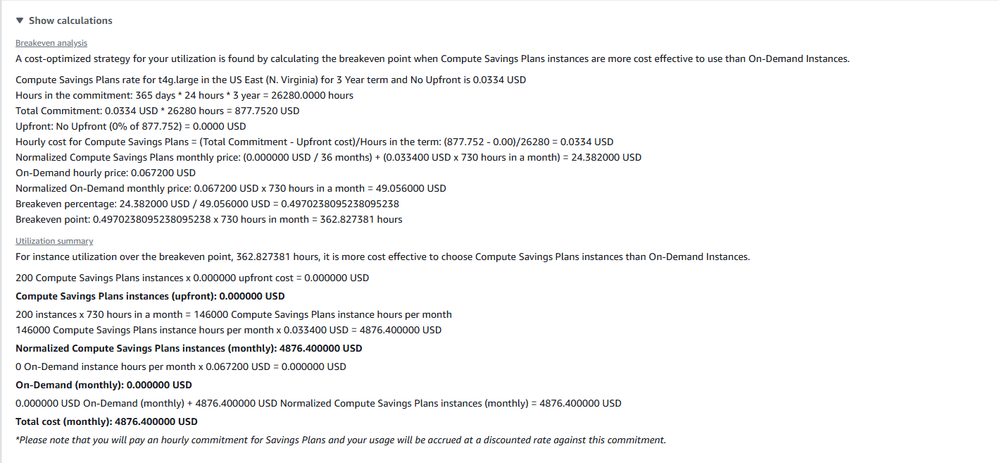 ▼ Show calculations
Breakeven analysis
A cost-optimized strategy for your utilization is found by calculating the breakeven point when Compute Savings Plans instances are more cost effective to use than On-Demand Instances.
Compute Savings Plans rate for t4g.large in the US East (N. Virginia) for 3 Year term and No Upfront is 0.0334 USD
Hours in the commitment: 365 days * 24 hours * 3 year = 26280.0000 hours
Total Commitment: 0.0334 USD * 26280 hours = 877.7520 USD
Upfront: No Upfront (0% of 877.752) = 0.0000 USD
Hourly cost for Compute Savings Plans = (Total Commitment - Upfront cost)/Hours in the term: (877.752 - 0.00)/26280 = 0.0334 USD
Normalized Compute Savings Plans monthly price: (0.000000 USD / 36 months) + (0.033400 USD x 730 hours in a month) = 24.382000 USD
On-Demand hourly price: 0.067200 USD
Normalized On-Demand monthly price: 0.067200 USD x 730 hours in a month = 49.056000 USD
Breakeven percentage: 24.382000 USD / 49.056000 USD = 0.4970238095238095238
Breakeven point: 0.4970238095238095238 x 730 hours in month = 362.827381 hours
Utilization summary
For instance utilization over the breakeven point, 362.827381 hours, it is more cost effective to choose Compute Savings Plans instances than On-Demand Instances.
200 Compute Savings Plans instances x 0.000000 upfront cost = 0.000000 USD
Compute Savings Plans instances (upfront): 0.000000 USD
200 instances x 730 hours in a month = 146000 Compute Savings Plans instance hours per month
146000 Compute Savings Plans instance hours per month x 0.033400 USD = 4876.400000 USD
Normalized Compute Savings Plans instances (monthly): 4876.400000 USD
0 On-Demand instance hours per month x 0.067200 USD = 0.000000 USD
On-Demand (monthly): 0.000000 USD
0.000000 USD On-Demand (monthly) + 4876.400000 USD Normalized Compute Savings Plans instances (monthly) = 4876.400000 USD
Total cost (monthly): 4876.400000 USD
*Please note that you will pay an hourly commitment for Savings Plans and your usage will be accrued at a discounted rate against this commitment.